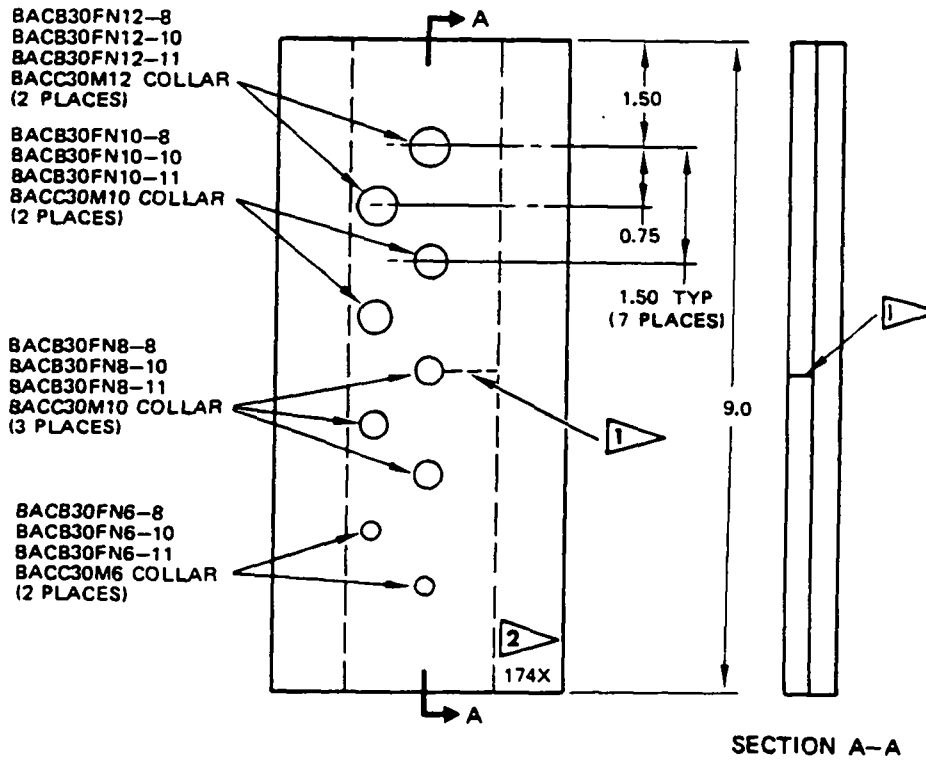 BACB30FN12-8
BACB30FN12-10
BACB30FN12-11
BACC30M12 COLLAR
(2 PLACES)
BACB30FN10-8
BACB30FN10-10
BACB30FN10-11
BACC30M10 COLLAR
(2 PLACES)
BACB30FN8-8
BACB30FN8-10
BACB30FN8-11
BACC30M10 COLLAR
(3 PLACES)
BACB30FN6-8
BACB30FN6-10
BACB30FN6-11
BACC30M6 COLLAR
(2 PLACES)
A
1.50
0.75
1.50 TYP
(7 PLACES)
1
9.0
2
174X
A
1
SECTION A-A